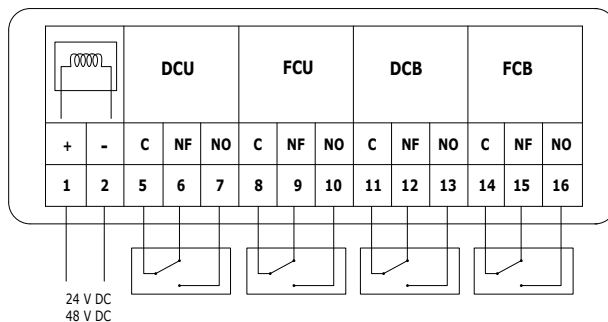 DCU FCU DCB FCB
+ - C NF NO C NF NO C NF NO C NF NO
1 2 5 6 7 8 9 10 11 12 13 14 15 16
24 V DC
48 V DC